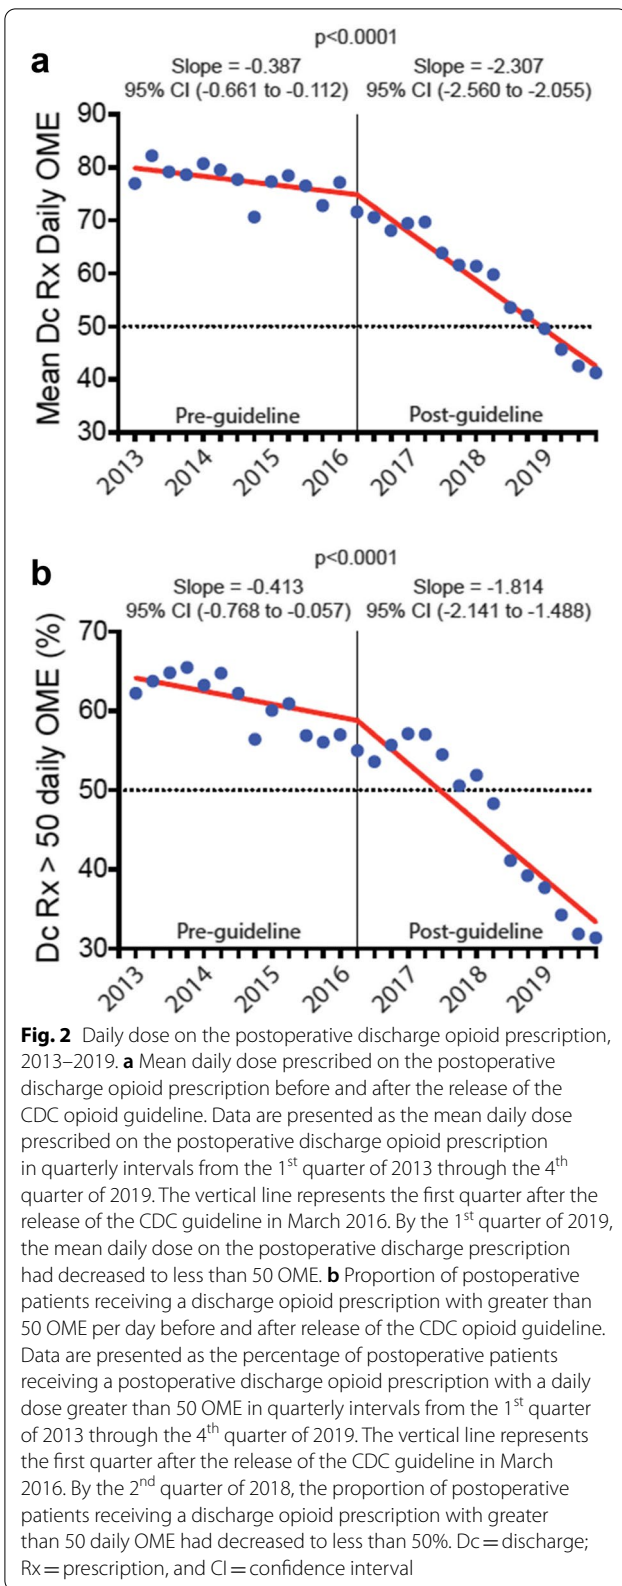 p<0.0001
a
Slope = -0.387 Slope = -2.307
95% CI (-0.661 to -0.112) 95% CI (-2.560 to -2.055)
Mean Dc Rx Daily OME
90
80
70
60
50
40
30
Pre-guideline Post-guideline
2013 2014 2015 2016 2017 2018 2019
p<0.0001
b
Slope = -0.413 Slope = -1.814
95% CI (-0.768 to -0.057) 95% CI (-2.141 to -1.488)
Dc Rx > 50 daily OME (%)
70
60
50
40
30
Pre-guideline Post-guideline
2013 2014 2015 2016 2017 2018 2019
Fig. 2 Daily dose on the postoperative discharge opioid prescription,
2013–2019. a Mean daily dose prescribed on the postoperative
discharge opioid prescription before and after the release of the
CDC opioid guideline. Data are presented as the mean daily dose
prescribed on the postoperative discharge opioid prescription
in quarterly intervals from the 1st quarter of 2013 through the 4th
quarter of 2019. The vertical line represents the first quarter after the
release of the CDC guideline in March 2016. By the 1st quarter of 2019,
the mean daily dose on the postoperative discharge prescription
had decreased to less than 50 OME. b Proportion of postoperative
patients receiving a discharge opioid prescription with greater than
50 OME per day before and after release of the CDC opioid guideline.
Data are presented as the percentage of postoperative patients
receiving a postoperative discharge opioid prescription with a daily
dose greater than 50 OME in quarterly intervals from the 1st quarter
of 2013 through the 4th quarter of 2019. The vertical line represents
the first quarter after the release of the CDC guideline in March
2016. By the 2nd quarter of 2018, the proportion of postoperative
patients receiving a discharge opioid prescription with greater
than 50 daily OME had decreased to less than 50%. Dc = discharge;
Rx = prescription, and CI = confidence interval